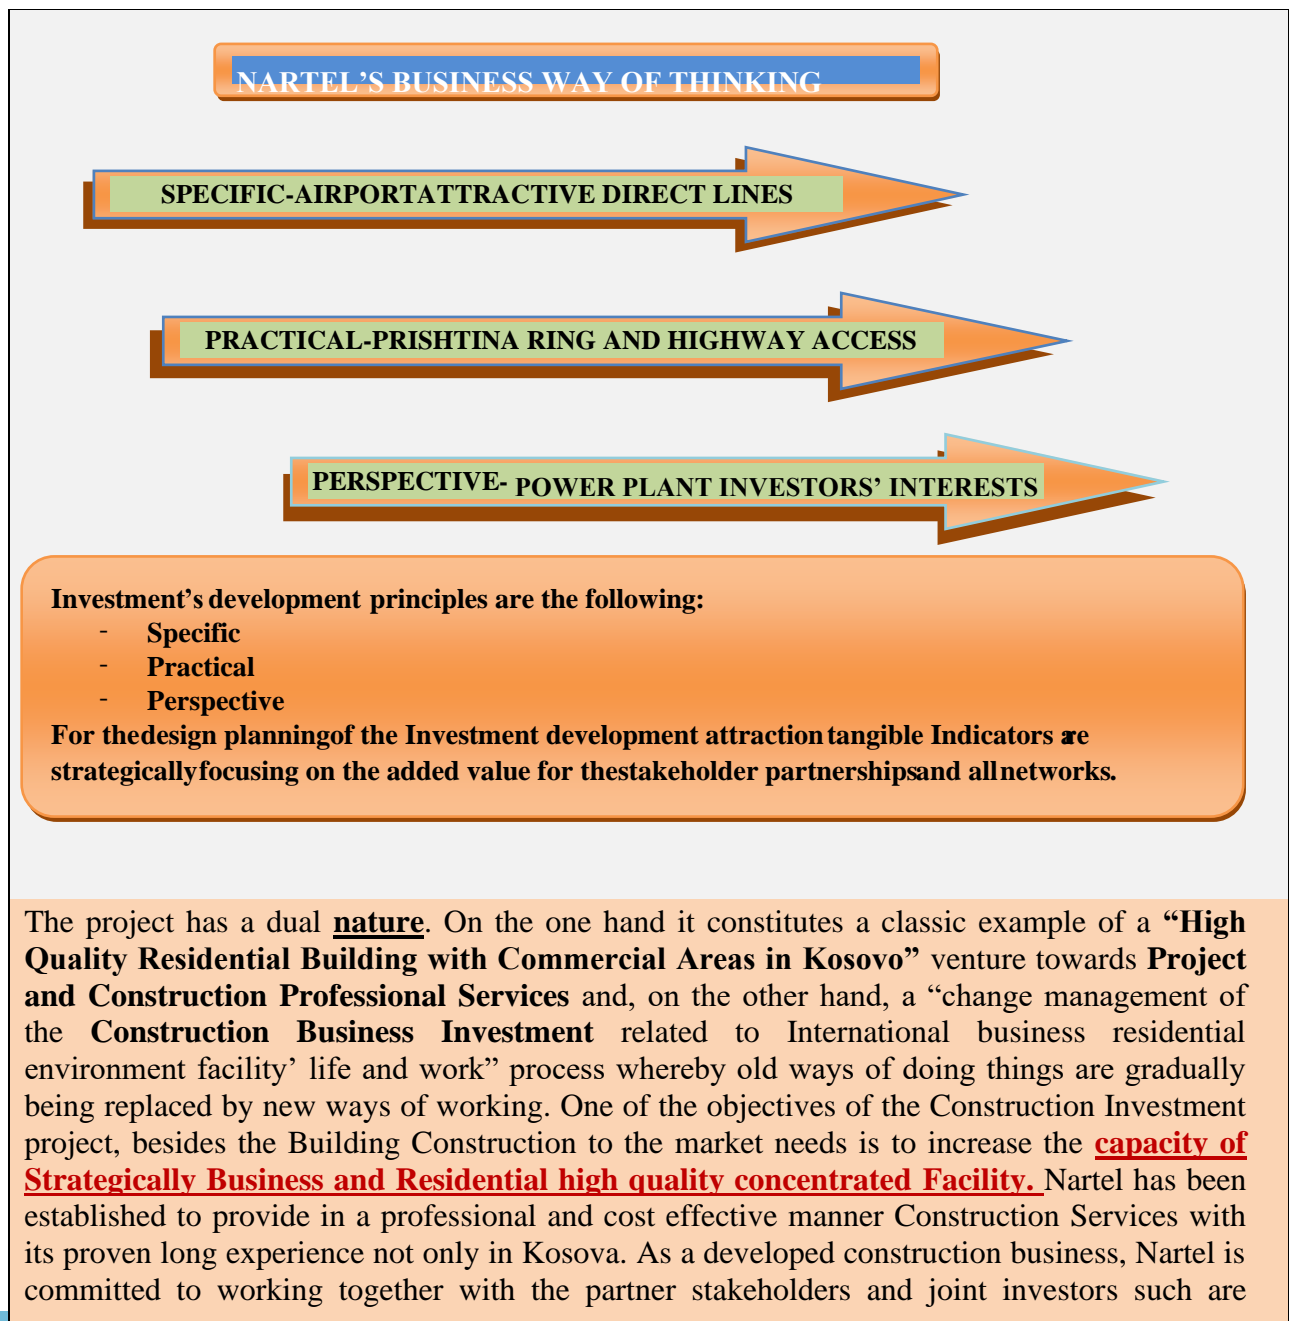 NARTEL’S BUSINESS WAY OF THINKING
SPECIFIC-AIRPORTATTRACTIVE DIRECT LINES
PRACTICAL-PRISHTINA RING AND HIGHWAY ACCESS
PERSPECTIVE- POWER PLANT INVESTORS’ INTERESTS
Investment’s development principles are the following:
- Specific
- Practical
- Perspective
For thedesign planningof the Investment development attraction tangible Indicators are
strategicallyfocusing on the added value for thestakeholder partnershipsand allnetworks.
The project has a dual nature. On the one hand it constitutes a classic example of a “High
Quality Residential Building with Commercial Areas in Kosovo” venture towards Project
and Construction Professional Services and, on the other hand, a “change management of
the Construction Business Investment related to International business residential
environment facility’ life and work” process whereby old ways of doing things are gradually
being replaced by new ways of working. One of the objectives of the Construction Investment
project, besides the Building Construction to the market needs is to increase the capacity of
Strategically Business and Residential high quality concentrated Facility. Nartel has been
established to provide in a professional and cost effective manner Construction Services with
its proven long experience not only in Kosova. As a developed construction business, Nartel is
committed to working together with the partner stakeholders and joint investors such are